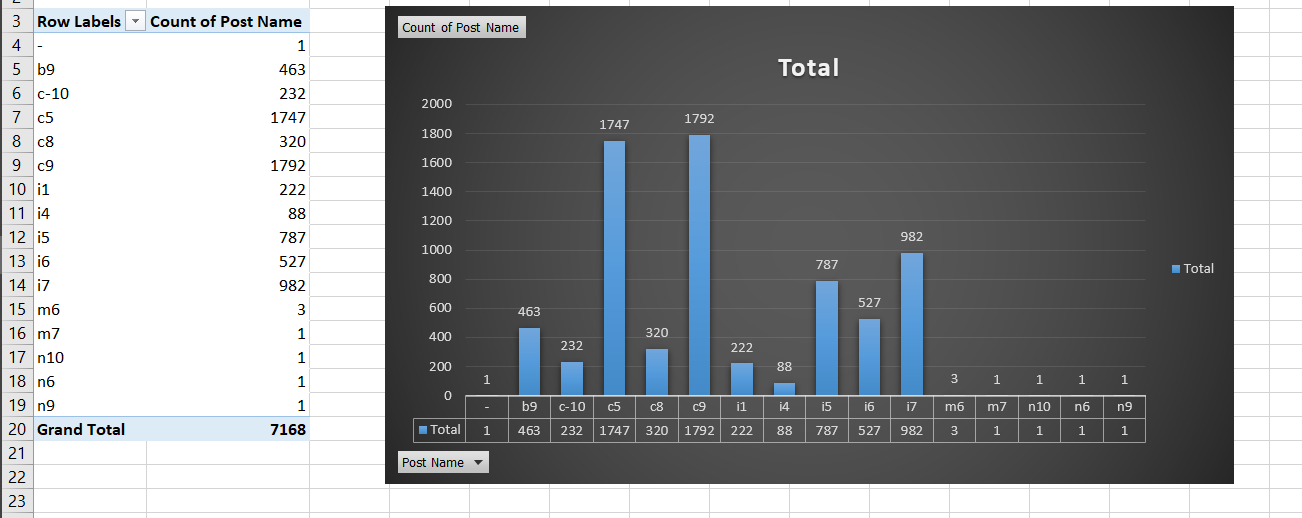 3 Row Labels Count of Post Name
4 - 1
5 b9 463
6 c-10 232
7 c5 1747
8 c8 320
9 c9 1792
10 i1 222
11 i4 88
12 i5 787
13 i6 527
14 i7 982
15 m6 3
16 m7 1
17 n10 1
18 n6 1
19 n9 1
20 Grand Total 7168
21
22
23
Count of Post Name
Total
2000
1800
1600
1400
1200
1000
800
600
400
200
0
1 463 232 1747 320 1792 222 88 787 527 982 3 1 1 1 1
- b9 c-10 c5 c8 c9 i1 i4 i5 i6 i7 m6 m7 n10 n6 n9
Total 1 463 232 1747 320 1792 222 88 787 527 982 3 1 1 1 1
Total
Post Name